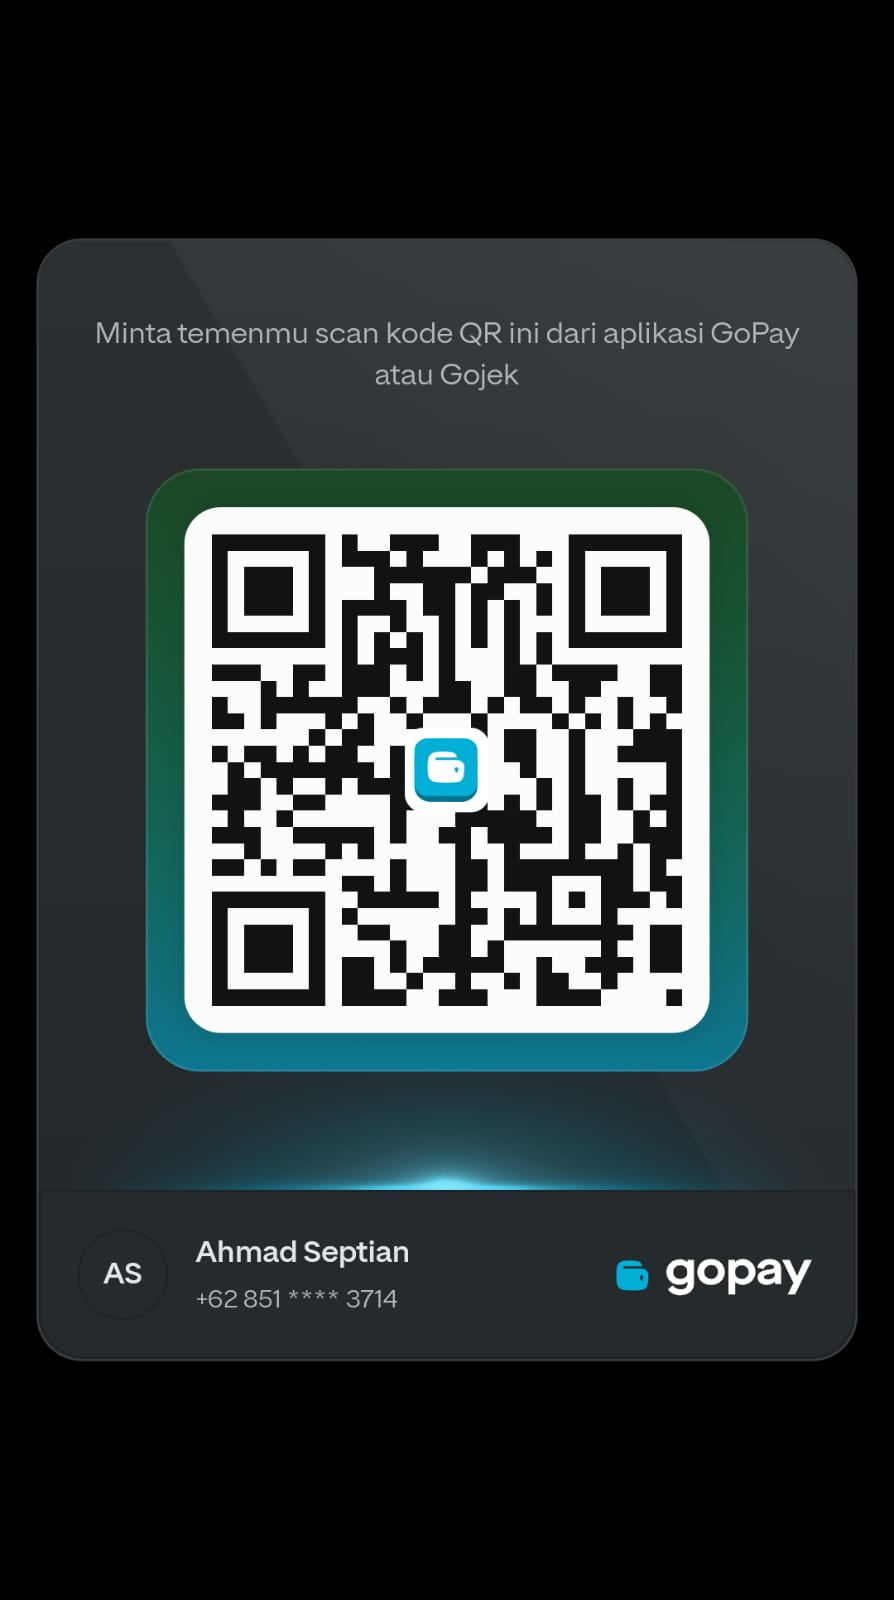 Minta temenmu scan kode QR ini dari aplikasi GoPay
atau Gojek
AS
Ahmad Septian
+62 851 **** 3714
gopay